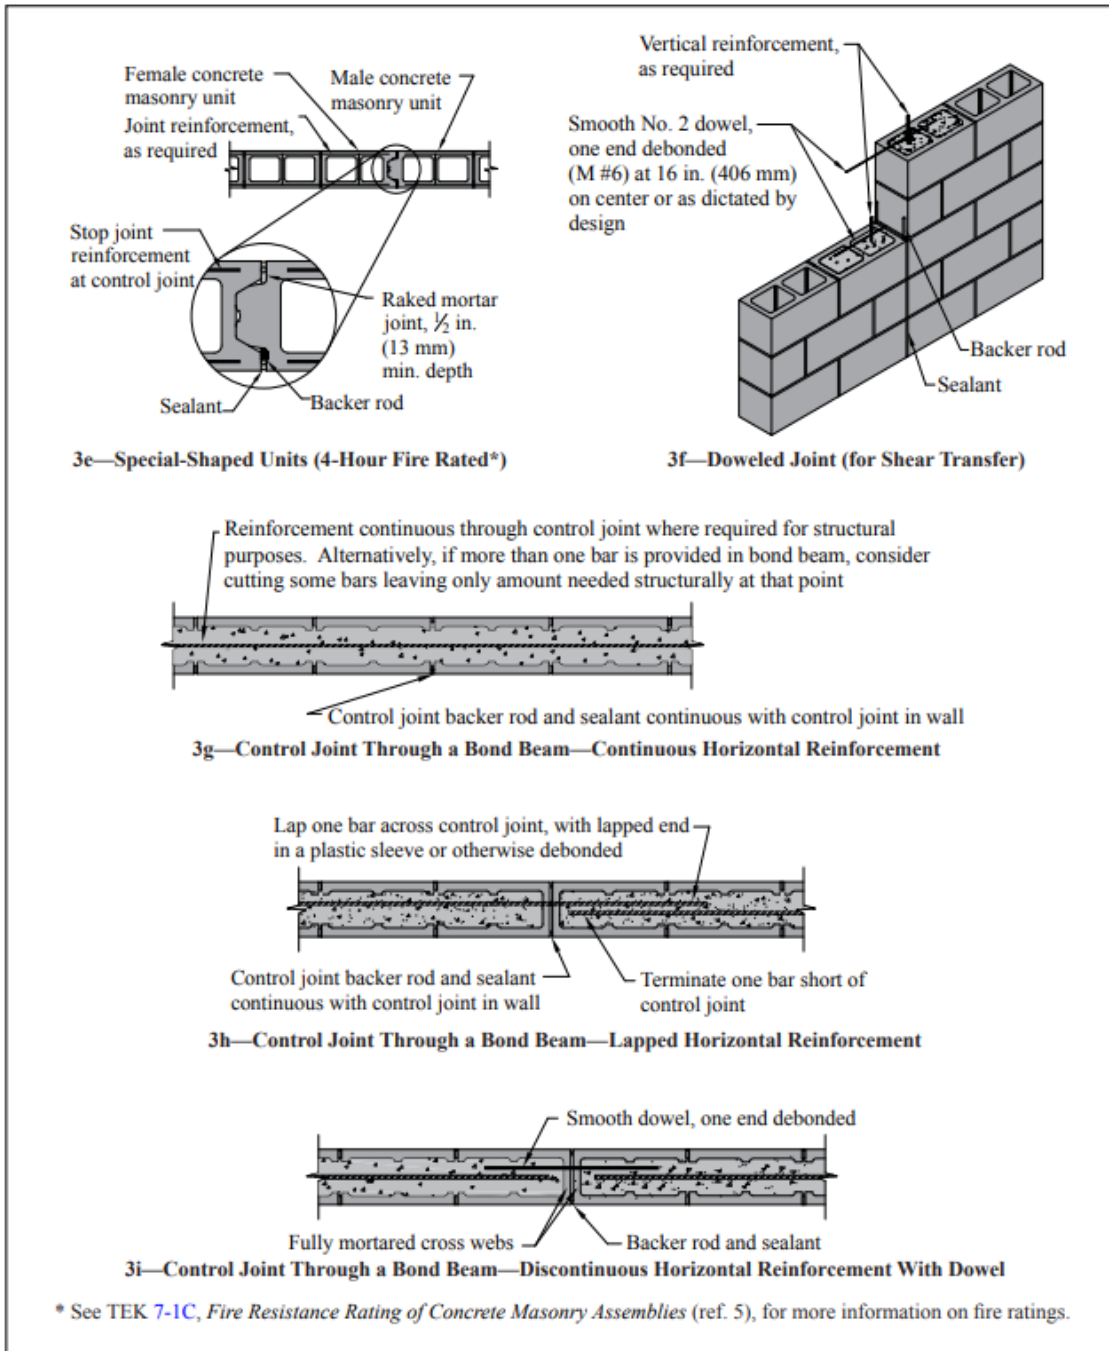 Female concrete
masonry unit
Male concrete
masonry unit
Joint reinforcement,
as required
Stop joint
reinforcement
at control joint
Raked mortar
joint, ½ in.
(13 mm)
min. depth
Sealant
Backer rod
3e—Special-Shaped Units (4-Hour Fire Rated*)
Vertical reinforcement,
as required
Smooth No. 2 dowel,
one end debonded
(M #6) at 16 in. (406 mm)
on center or as dictated by
design
Backer rod
Sealant
3f—Doweled Joint (for Shear Transfer)
Reinforcement continuous through control joint where required for structural
purposes. Alternatively, if more than one bar is provided in bond beam, consider
cutting some bars leaving only amount needed structurally at that point
Control joint backer rod and sealant continuous with control joint in wall
3g—Control Joint Through a Bond Beam—Continuous Horizontal Reinforcement
Lap one bar across control joint, with lapped end
in a plastic sleeve or otherwise debonded
Control joint backer rod and sealant
continuous with control joint in wall
Terminate one bar short of
control joint
3h—Control Joint Through a Bond Beam—Lapped Horizontal Reinforcement
Smooth dowel, one end debonded
Fully mortared cross webs
Backer rod and sealant
3i—Control Joint Through a Bond Beam—Discontinuous Horizontal Reinforcement With Dowel
* See TEK 7-1C, Fire Resistance Rating of Concrete Masonry Assemblies (ref. 5), for more information on fire ratings.